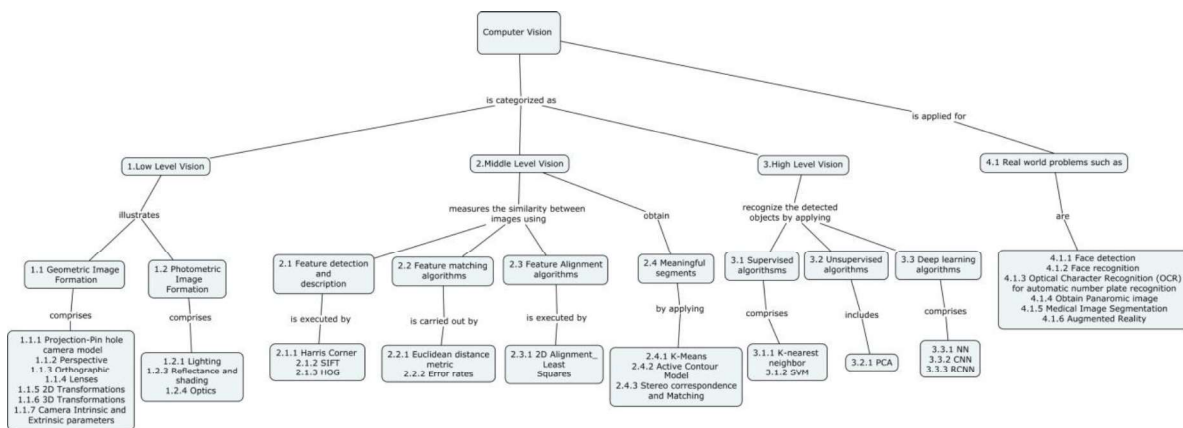 Computer Vision
is categorized as
is applied for
1.Low Level Vision
2.Middle Level Vision
3.High Level Vision
4.1 Real world problems such as
illustrates
measures the similarity between
images using
obtain
recognize the detected
objects by applying
are
1.1 Geometric Image
Formation
1.2 Photometric
Image
Formation
2.1 Feature detection
and
description
2.2 Feature matching
algorithms
2.3 Feature Alignment
algorithms
2.4 Meaningful
segments
3.1 Supervised
algorithsms
3.2 Unsupervised
algorithms
3.3 Deep learning
algorithms
4.1.1 Face detection
4.1.2 Face recognition
4.1.3 Optical Character Recognition (OCR)
for automatic number plate recognition
4.1.4 Obtain Panaromic image
4.1.5 Medical Image Segmentation
4.1.6 Augmented Reality
comprises
comprises
is executed by
is carried out by
is executed by
by applying
comprises
includes
comprises
1.1.1 Projection-Pin hole
camera model
1.1.2 Perspective
1.1.3 Orthographic
1.1.4 Lenses
1.1.5 2D Transformations
1.1.6 3D Transformations
1.1.7 Camera Intrinsic and
Extrinsic parameters
1.2.1 Lighting
Reflectance and
shading
1.2.4 Optics
2.1.1 Harris Corner
2.1.2 SIFT
2.1.3 HOG
2.2.1 Euclidean distance
metric
2.2.2 Error rates
2.3.1 2D Alignment_
Least
Squares
2.4.1 K-Means
2.4.2 Active Contour
Model
2.4.3 Stereo correspondence
and Matching
3.1.1 K-nearest
neighbor
3.1.2 SVM
3.2.1 PCA
3.3.1 NN
3.3.2 CNN
3.3.3 RCNN